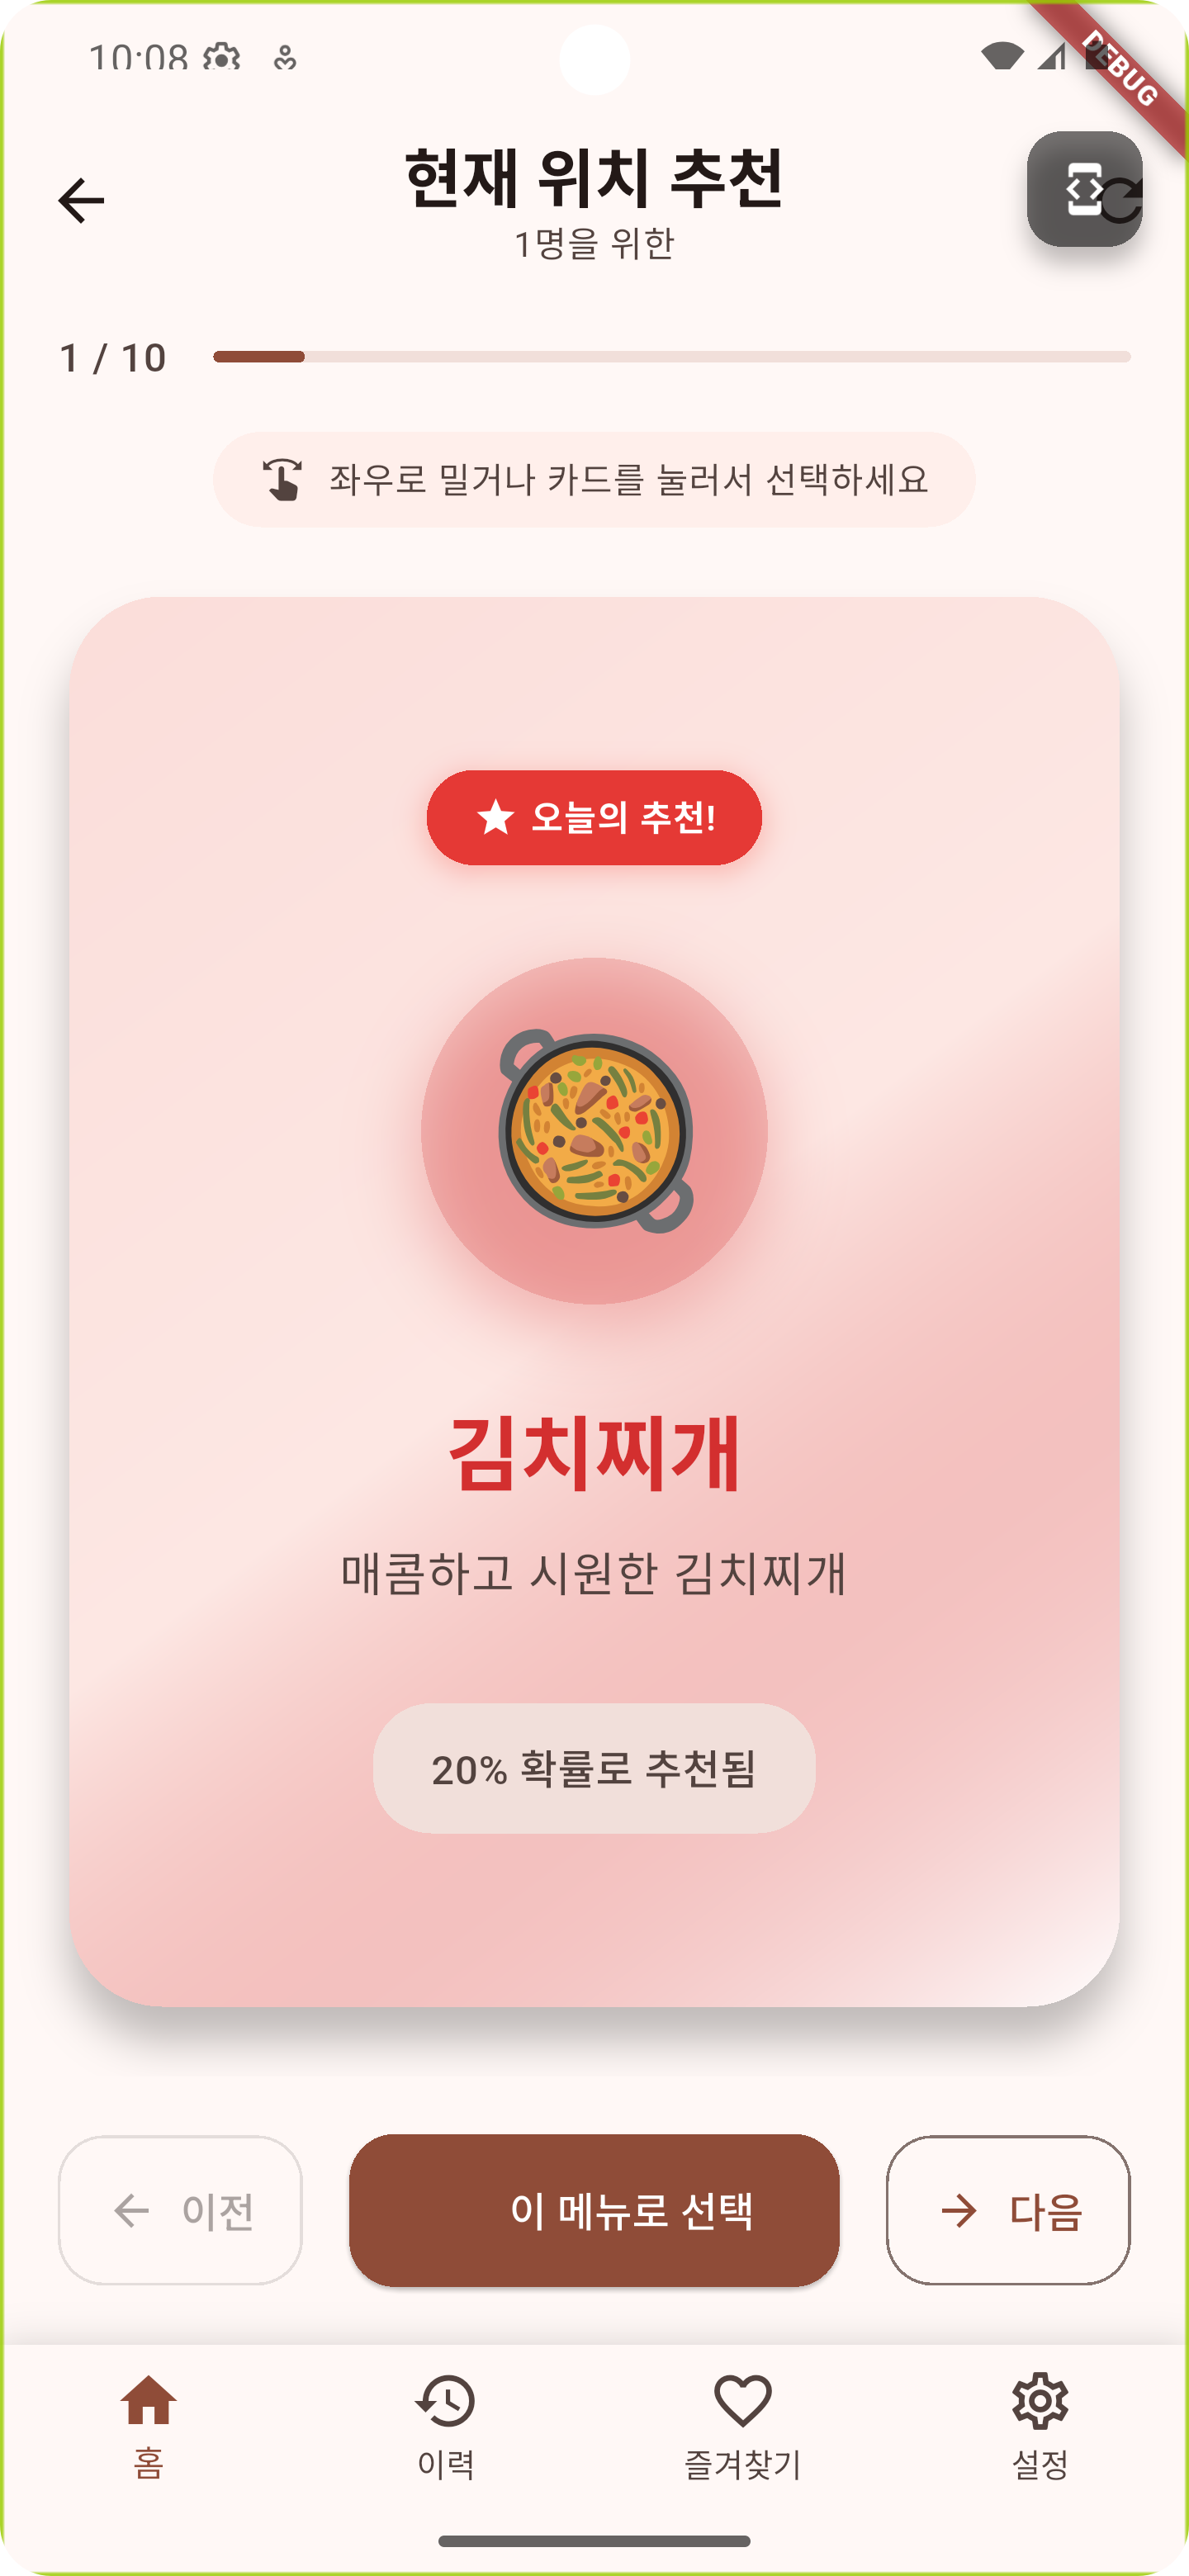 10:08
DEBUG
현재 위치 추천
1명을 위한
1 / 10
좌우로 밀거나 카드를 눌러서 선택하세요
오늘의 추천!
김치찌개
매콤하고 시원한 김치찌개
20% 확률로 추천됨
이전
이 메뉴로 선택
다음
홈
이력
즐겨찾기
설정